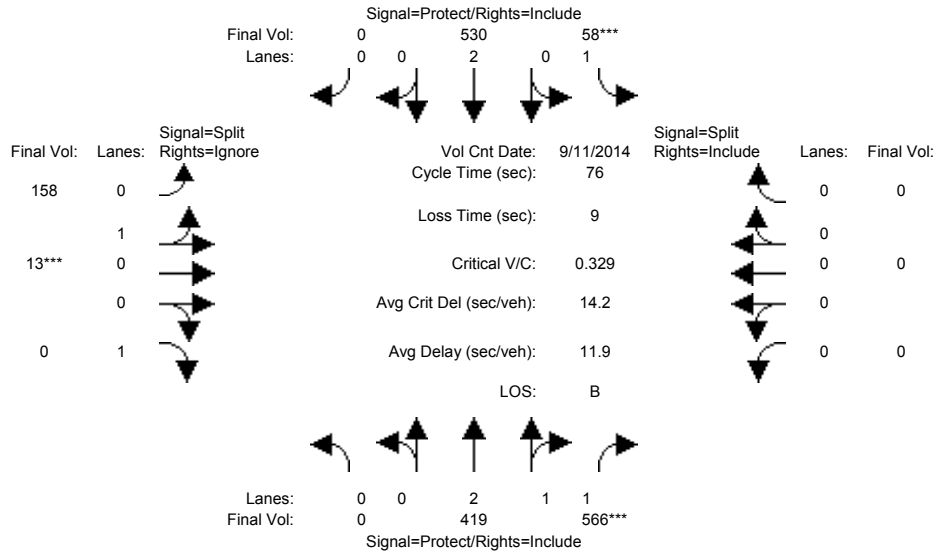 Signal=Protect/Rights=Include
Final Vol: 0 530 58***
Lanes: 0 0 2 0 1
Signal=Split
Final Vol: Lanes: Rights=Ignore
Vol Cnt Date: 9/11/2014
Signal=Split
Rights=Include Lanes: Final Vol:
Cycle Time (sec): 76
158 0
0 0
Loss Time (sec): 9
1
0
13*** 0
Critical V/C: 0.329
0 0
0
Avg Crit Del (sec/veh): 14.2
0
0 1
Avg Delay (sec/veh): 11.9
0 0
LOS: B
Lanes: 0 0 2 1 1
Final Vol: 0 419 566***
Signal=Protect/Rights=Include